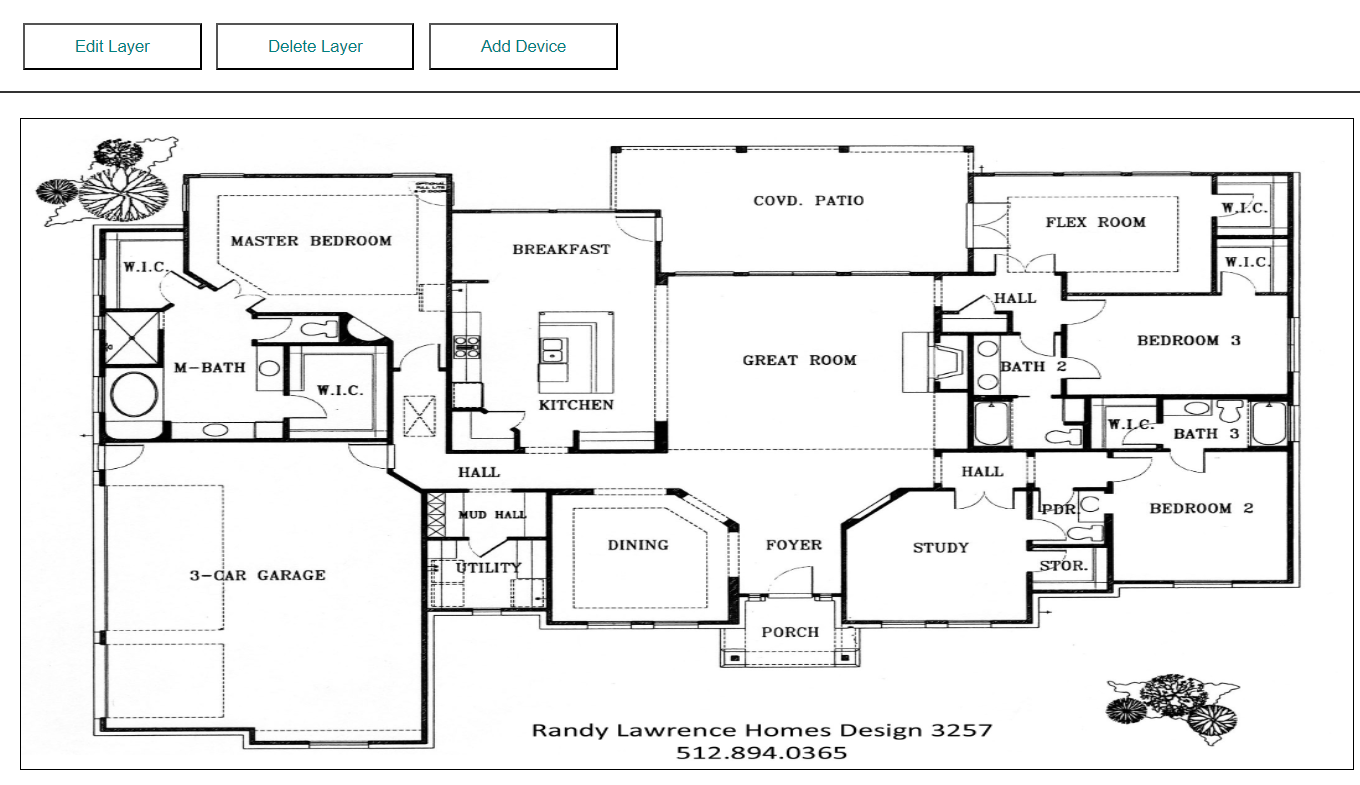 Edit Layer
Delete Layer
Add Device
COVD. PATIO
W.I.C.
FLEX ROOM
MASTER BEDROOM
BREAKFAST
W.I.C.
W.I.C.
HALL
BEDROOM 3
GREAT ROOM
M-BATH
BATH 2
W.I.C.
KITCHEN
W.I.C.
BATH 3
HALL
HALL
PDR.
BEDROOM 2
MUD HALL
DINING
FOYER
STUDY
UTILITY
STOR.
3-CAR GARAGE
PORCH
Randy Lawrence Homes Design 3257
512.894.0365